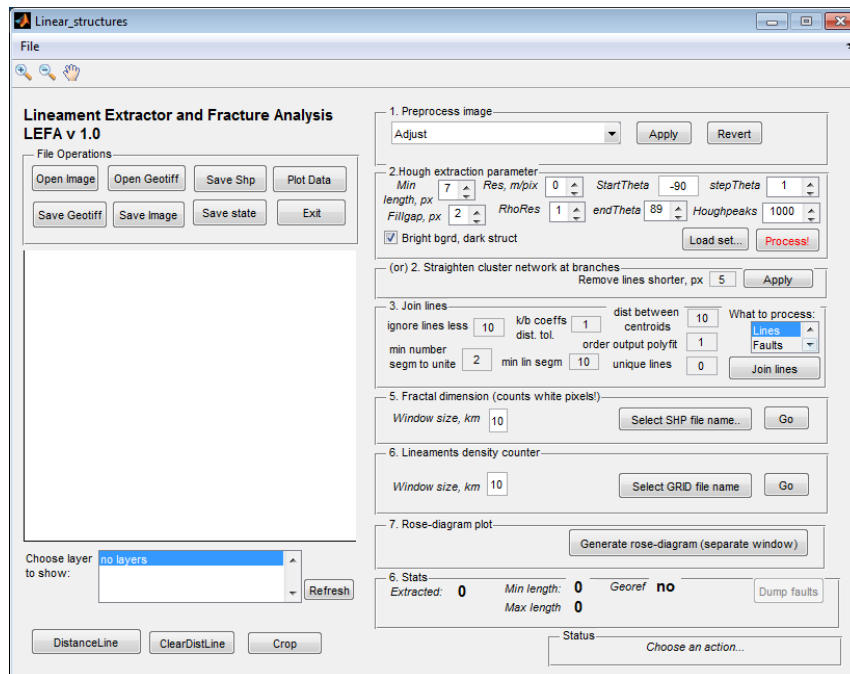 Linear_structures
File
Lineament Extractor and Fracture Analysis
LEFA v 1.0
File Operations
Open Image Open Geotiff Save Shp Plot Data
Save Geotiff Save Image Save state Exit
Choose layer
to show:
no layers
Refresh
DistanceLine ClearDistLine Crop
1. Preprocess image
Adjust Apply Revert
2.Hough extraction parameter
Min
length, px 7 Res, m/pix 0 StartTheta -90 stepTheta 1
Fillgap, px 2 RhoRes 1 endTheta 89 Houghpeaks 1000
Bright bgrd, dark struct Load set... Process!
(or) 2. Straighten cluster network at branches
Remove lines shorter, px 5 Apply
3. Join lines
ignore lines less 10 k/b coeffs
dist. tol. 1 dist between
centroids 10 What to process:
Lines
Faults
min number
segm to unite 2 min lin segm 10 order output polyfit 1
unique lines 0 Join lines
5. Fractal dimension (counts white pixels!)
Window size, km 10 Select SHP file name.. Go
6. Lineaments density counter
Window size, km 10 Select GRID file name Go
7. Rose-diagram plot
Generate rose-diagram (separate window)
6. Stats
Extracted: 0 Min length: 0 Georef no Dump faults
Max length 0
Status
Choose an action...